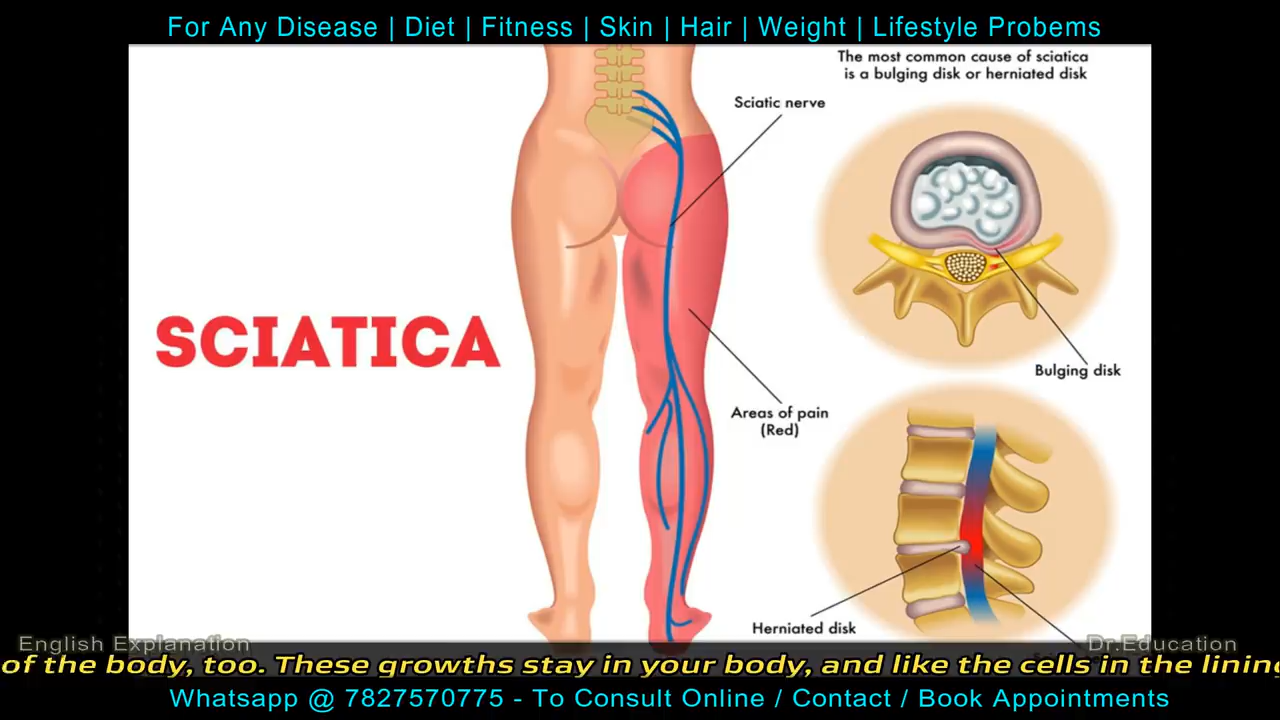 For Any Disease | Diet | Fitness | Skin | Hair | Weight | Lifestyle Probems
The most common cause of sciatica
is a bulging disk or herniated disk
Sciatic nerve
SCIATICA
Bulging disk
Areas of pain
(Red)
Herniated disk
English Explanation
Dr.Education
of the body, too. These growths stay in your body, and like the cells in the lining
Whatsapp @ 7827570775 - To Consult Online / Contact / Book Appointments